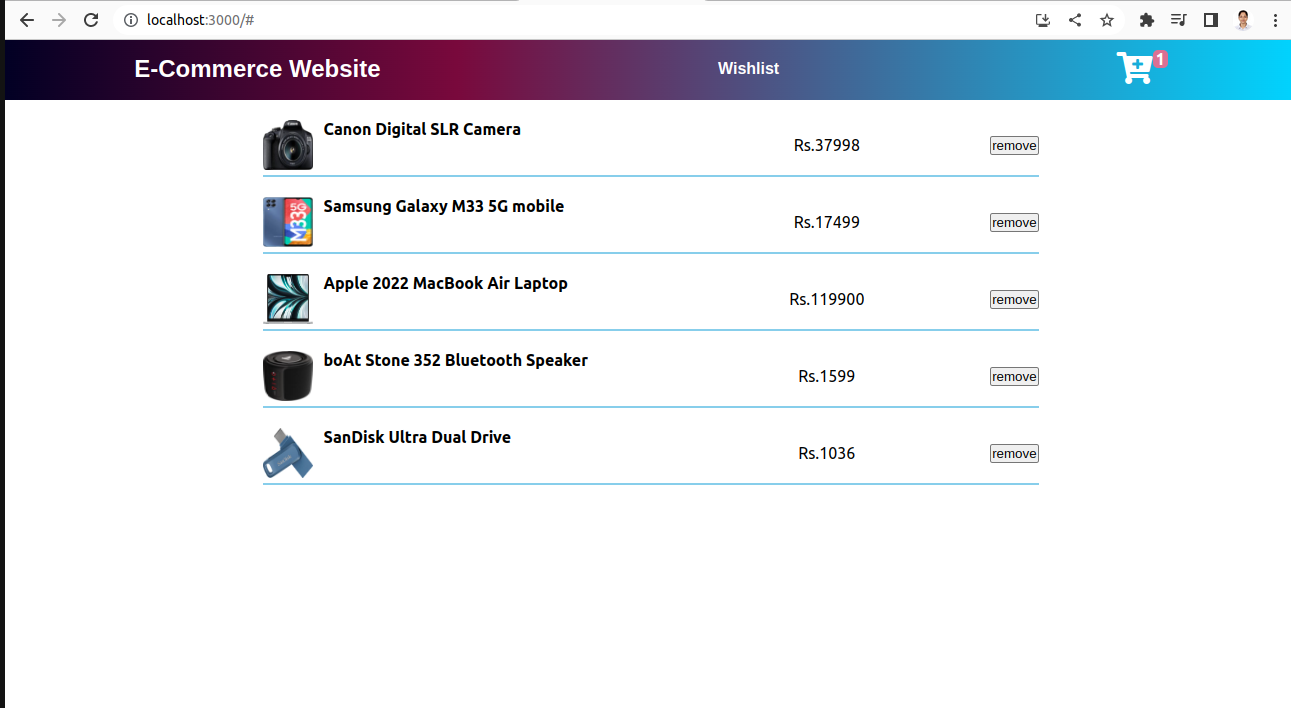 localhost:3000/#
E-Commerce Website Wishlist 1
Canon Digital SLR Camera
Rs.37998 remove
Samsung Galaxy M33 5G mobile
Rs.17499 remove
5G
M33
Apple 2022 MacBook Air Laptop
Rs.119900 remove
boAt Stone 352 Bluetooth Speaker
Rs.1599 remove
SanDisk Ultra Dual Drive
Rs.1036 remove